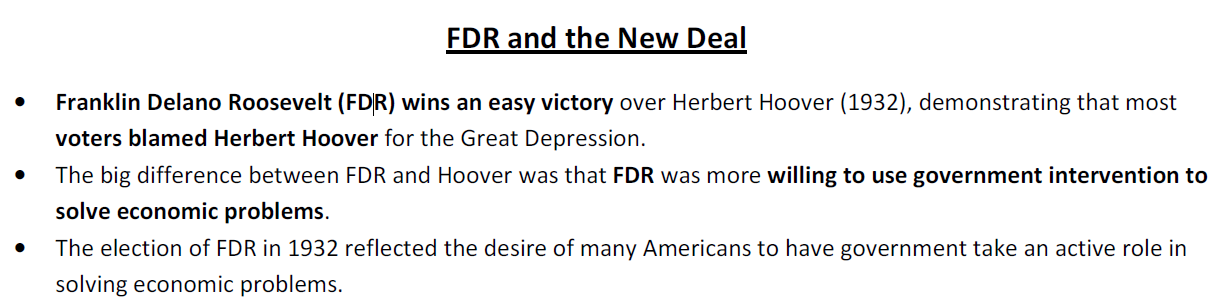 FDR and the New Deal
• Franklin Delano Roosevelt (FDR) wins an easy victory over Herbert Hoover (1932), demonstrating that most
voters blamed Herbert Hoover for the Great Depression.
• The big difference between FDR and Hoover was that FDR was more willing to use government intervention to
solve economic problems.
• The election of FDR in 1932 reflected the desire of many Americans to have government take an active role in
solving economic problems.